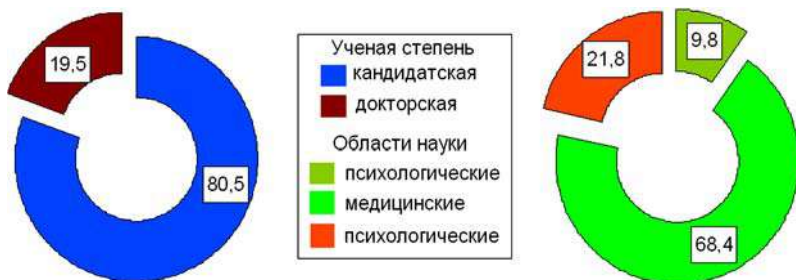 19,5
80,5
Ученая степень
кандидатская
докторская
Области науки
психологические
медицинские
психологические
21,8
9,8
68,4